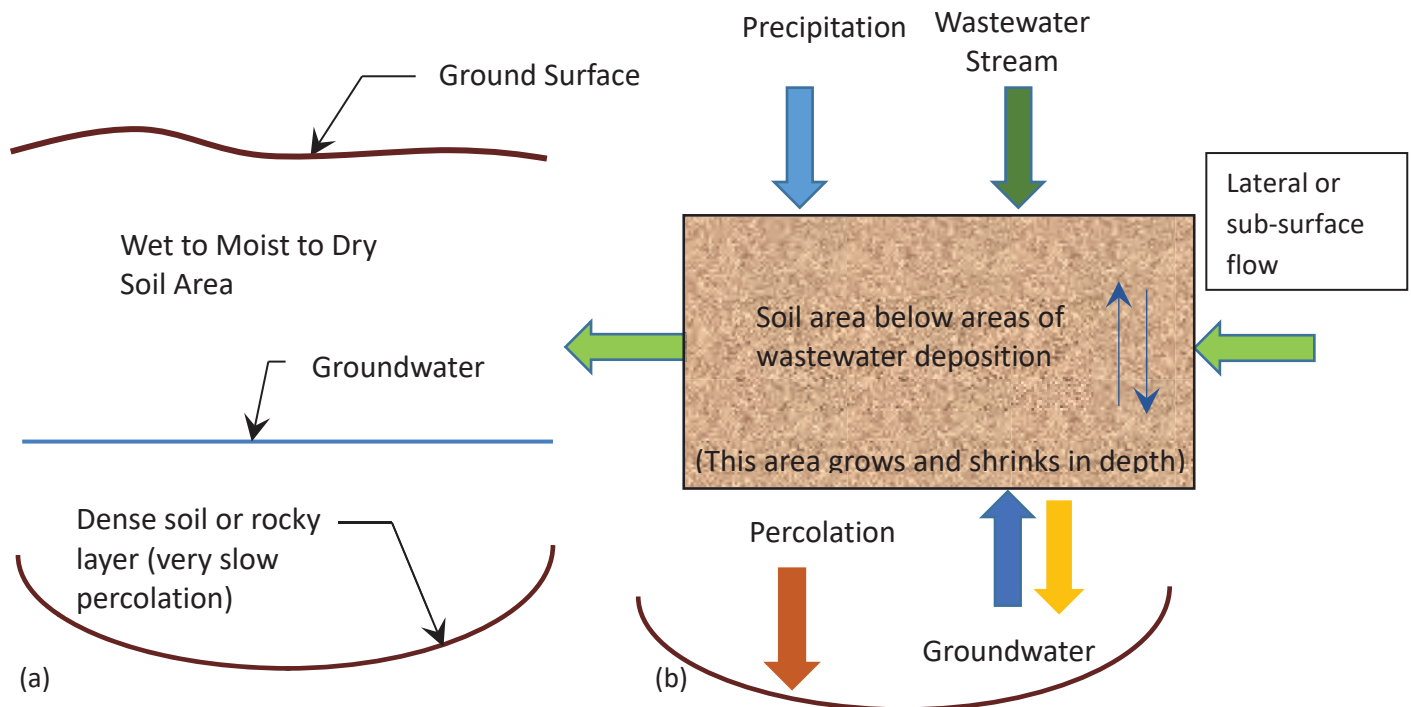 Ground Surface
Wet to Moist to Dry
Soil Area
Groundwater
Dense soil or rocky
layer (very slow
percolation)
(a)
Precipitation
Wastewater
Stream
Lateral or
sub-surface
flow
Soil area below areas of
wastewater deposition
(This area grows and shrinks in depth)
Percolation
Groundwater
(b)